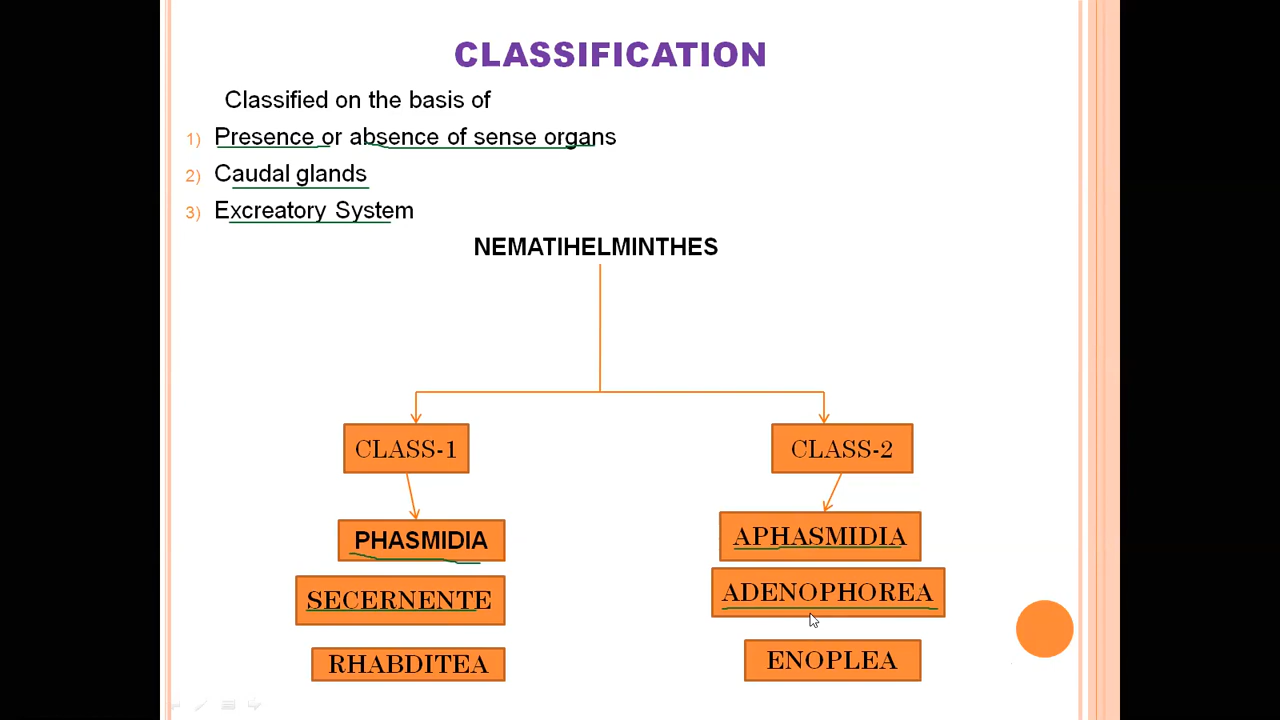 CLASSIFICATION
Classified on the basis of
1) Presence or absence of sense organs
2) Caudal glands
3) Excreatory System
NEMATIHELMINTHES
CLASS-1
CLASS-2
PHASMIDIA
APHASMIDIA
SECERNENTE
ADENOPHOREA
RHABDITEA
ENOPLEA